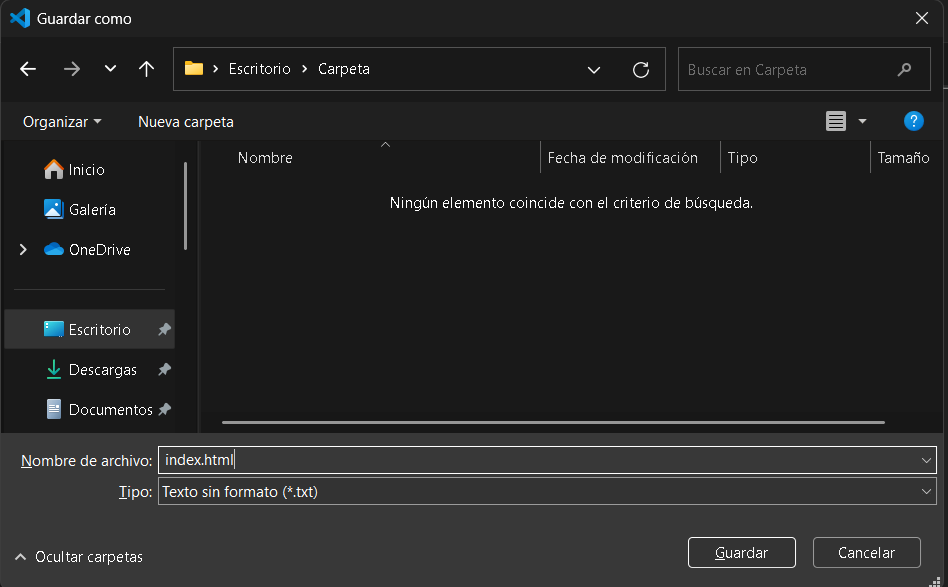 Guardar como
Escritorio Carpeta Buscar en Carpeta
Organizar Nueva carpeta ?
Nombre Fecha de modificación Tipo Tamaño
Inicio
Galería
OneDrive
Escritorio
Descargas
Documentos
Ningún elemento coincide con el criterio de búsqueda.
Nombre de archivo: index.html
Tipo: Texto sin formato (*.txt)
Ocultar carpetas Guardar Cancelar